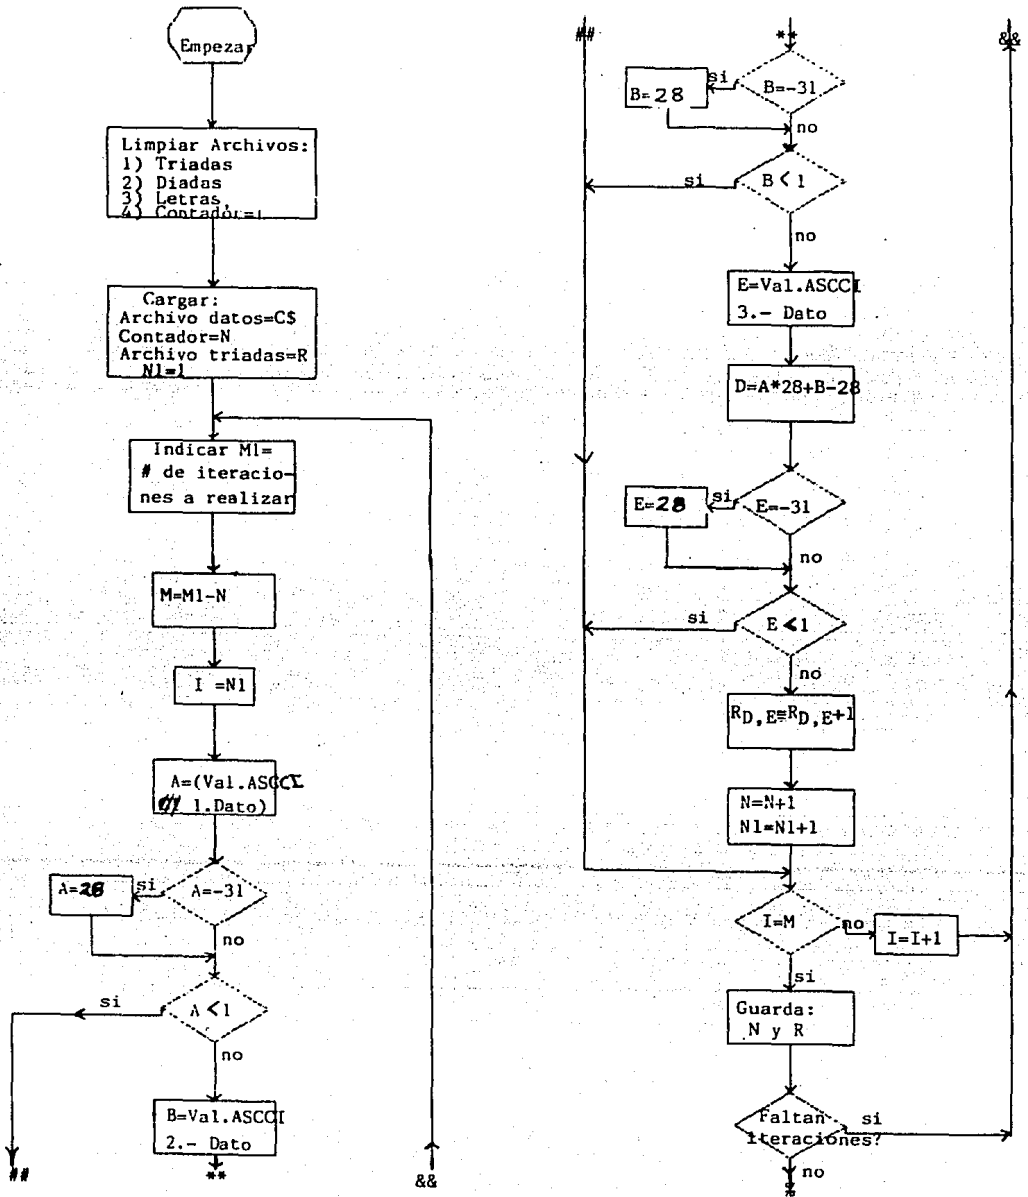 Empezar
Limpiar Archivos:
1) Triadas
2) Diadas
3) Letras,
4) Contador=1
Cargar:
Archivo datos=C$
Contador=N
Archivo triadas=R
N1=1
Indicar M1=
# de iteracio-
nes a realizar
M=M1-N
I =N1
A=(Val.ASCCI
1.Dato)
A=28
si
A=-31
no
si
A<1
no
B=Val.ASCCI
2.- Dato
##
**
&&
##
**
&&
B=28
si
B=-31
no
si
B<1
no
E=Val.ASCCI
3.- Dato
D=A*28+B-28
E=28
si
E=-31
no
si
E<1
no
RD,E=RD,E+1
N=N+1
N1=N1+1
I=M
no
I=I+1
si
Guarda:
N y R
Faltan
iteraciones?
si
no